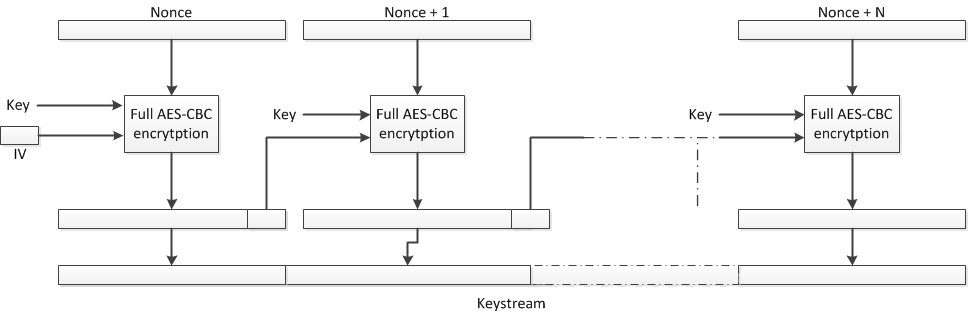 Nonce
Nonce + 1
Nonce + N
Key
Full AES-CBC
encrytption
IV
Key
Full AES-CBC
encrytption
Key
Full AES-CBC
encrytption
Keystream